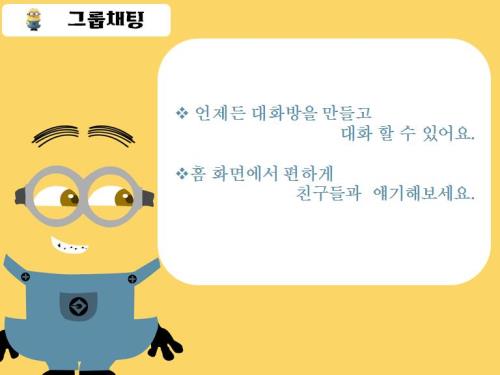 그룹채팅
❖ 언제든 대화방을 만들고
대화 할 수 있어요.
❖홈 화면에서 편하게
친구들과 얘기해보세요.